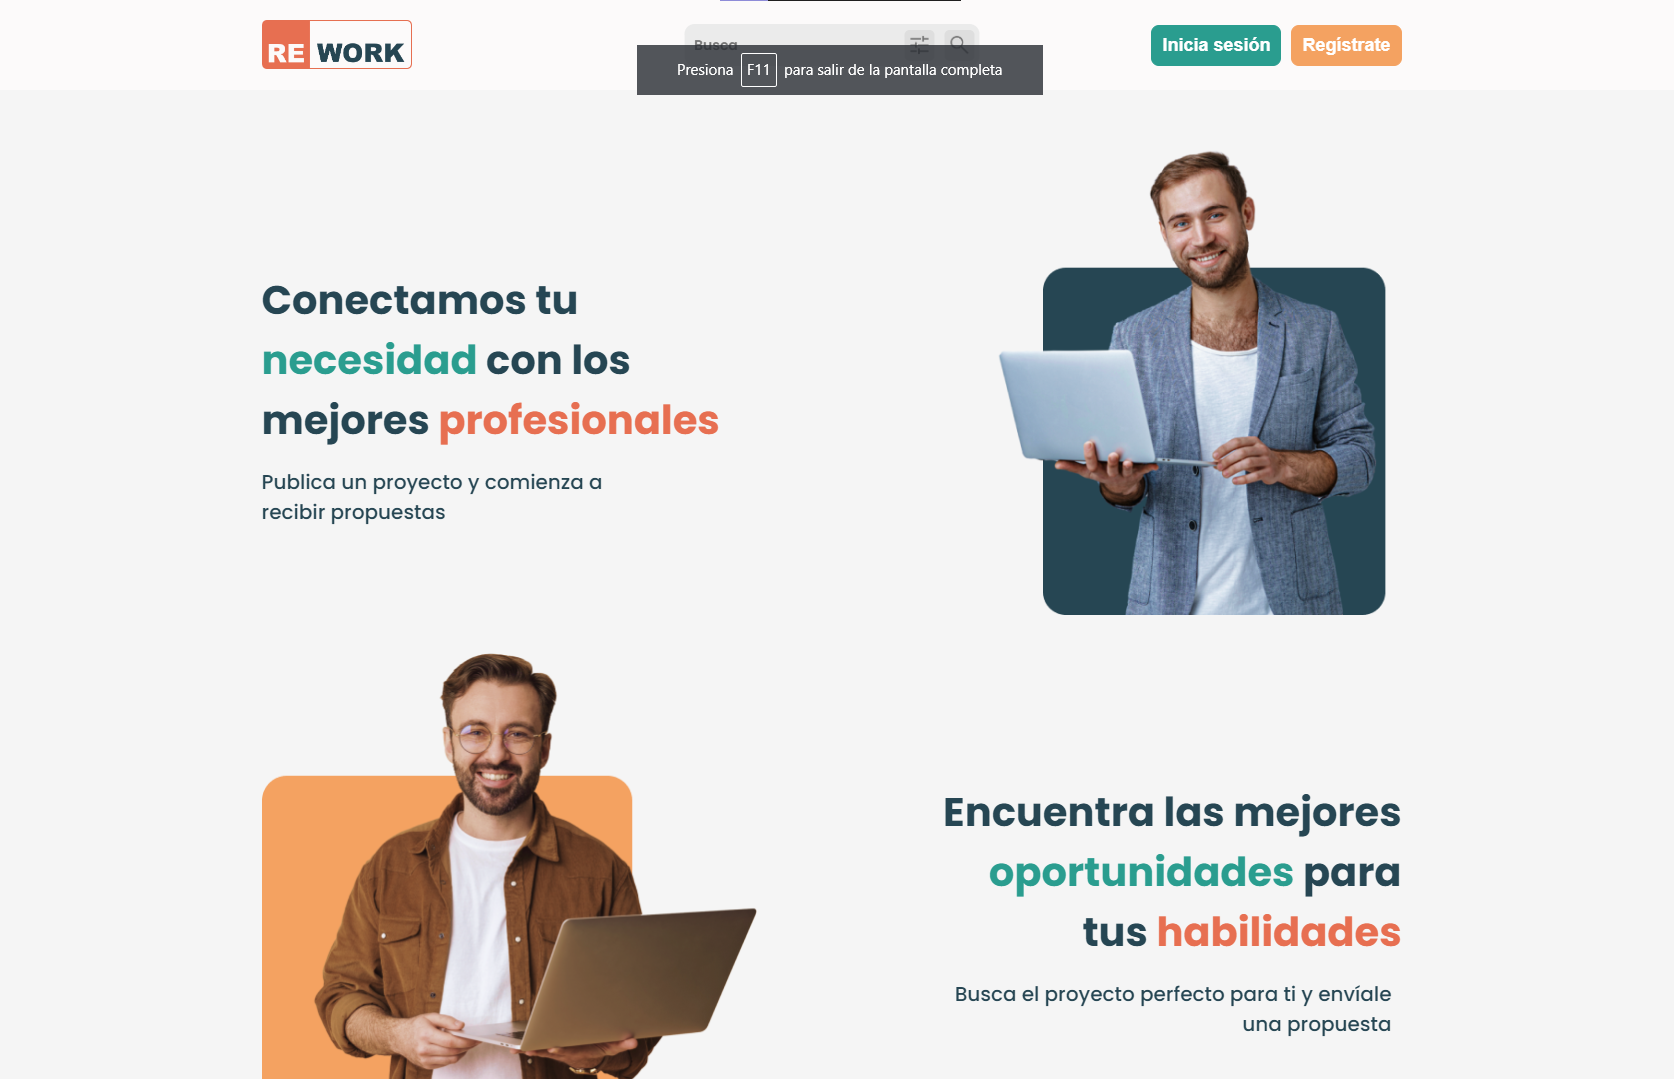 RE WORK
Busca
Inicia sesión
Regístrate
Presiona F11 para salir de la pantalla completa
Conectamos tu
necesidad con los
mejores profesionales
Publica un proyecto y comienza a
recibir propuestas
Encuentra las mejores
oportunidades para
tus habilidades
Busca el proyecto perfecto para ti y envíale
una propuesta